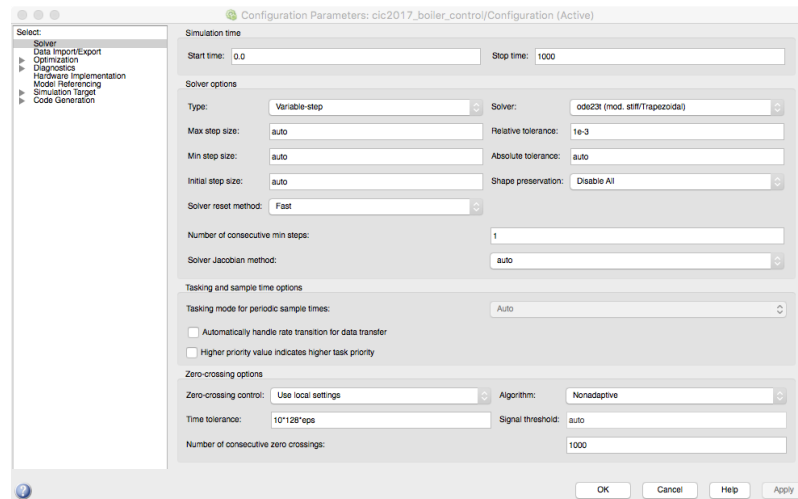 Configuration Parameters: cic2017_boiler_control/Configuration (Active)
Select:
Solver
Data Import/Export
Optimization
Diagnostics
Hardware Implementation
Model Referencing
Simulation Target
Code Generation
Simulation time
Start time: 0.0 Stop time: 1000
Solver options
Type: Variable-step Solver: ode23t (mod. stiff/Trapezoidal)
Max step size: auto Relative tolerance: 1e-3
Min step size: auto Absolute tolerance: auto
Initial step size: auto Shape preservation: Disable All
Solver reset method: Fast
Number of consecutive min steps: 1
Solver Jacobian method: auto
Tasking and sample time options
Tasking mode for periodic sample times: Auto
Automatically handle rate transition for data transfer
Higher priority value indicates higher task priority
Zero-crossing options
Zero-crossing control: Use local settings Algorithm: Nonadaptive
Time tolerance: 10*128*eps Signal threshold: auto
Number of consecutive zero crossings: 1000
? OK Cancel Help Apply